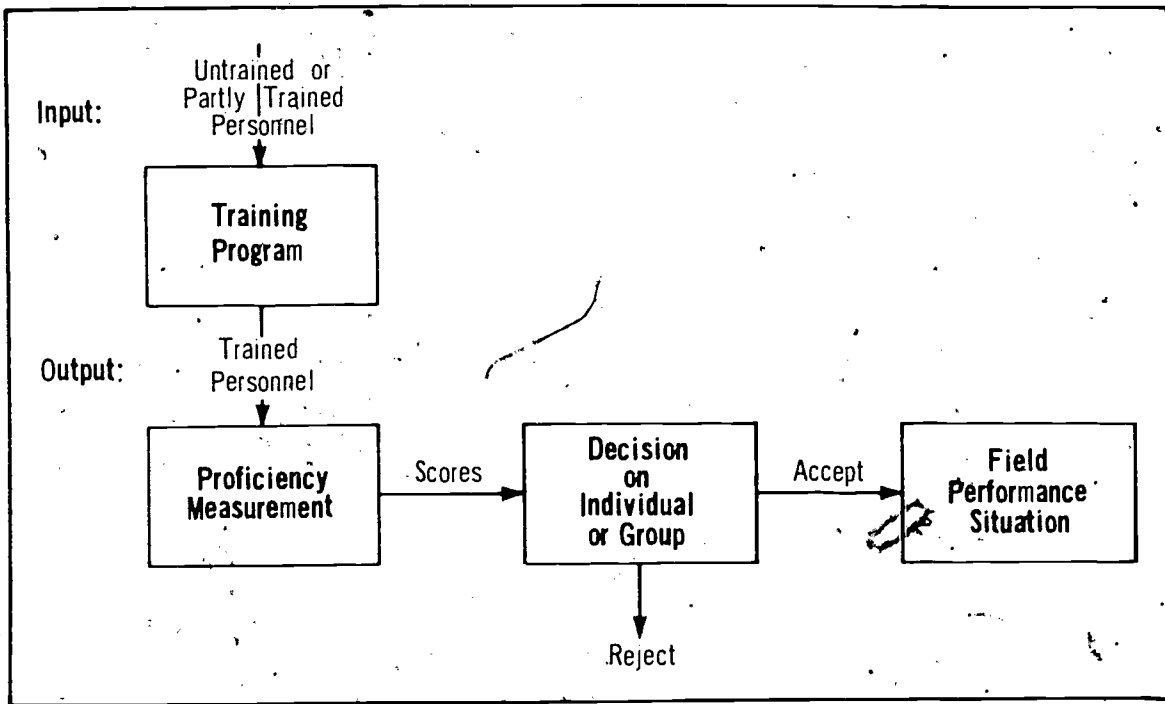 Untrained or
Partly Trained
Personnel
Input:
Training
Program
Trained
Personnel
Output:
Proficiency
Measurement
Scores
Decision
on
Individual
or Group
Accept
Field
Performance
Situation
Reject